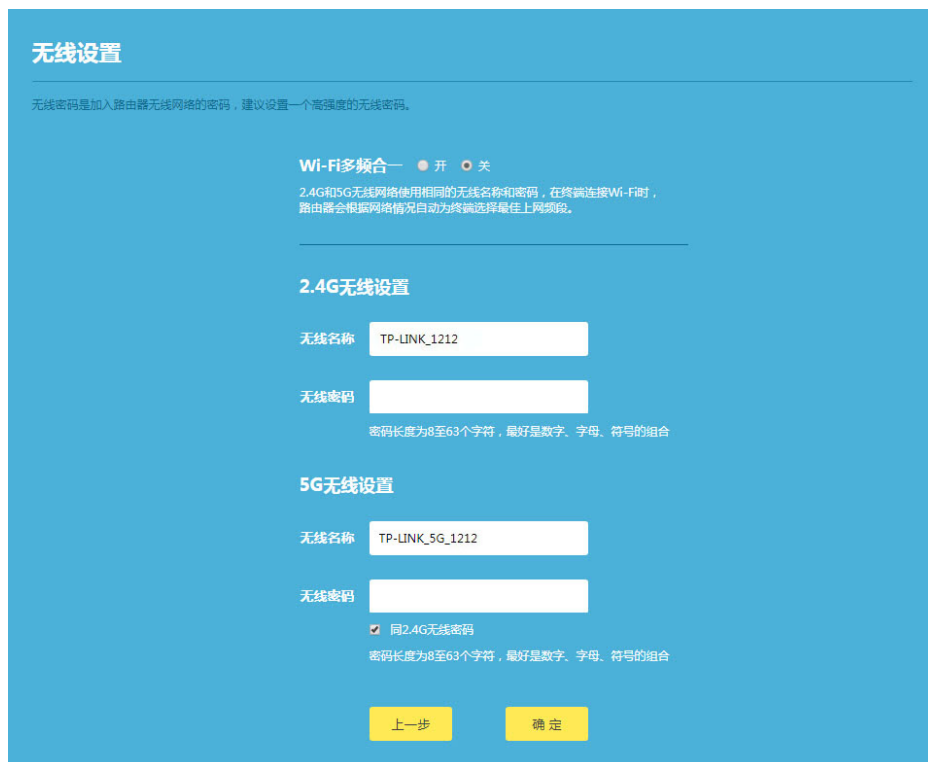 无线设置
无线密码是加入路由器无线网络的密码，建议设置一个高强度的无线密码。
Wi-Fi多频合一 开 关
2.4G和5G无线网络使用相同的无线名称和密码，在终端连接Wi-Fi时，
路由器会根据网络情况自动为终端选择最佳上网频段。
2.4G无线设置
无线名称 TP-LINK_1212
无线密码
密码长度为8至63个字符，最好是数字、字母、符号的组合
5G无线设置
无线名称 TP-LINK_5G_1212
无线密码
同2.4G无线密码
密码长度为8至63个字符，最好是数字、字母、符号的组合
上一步 确定